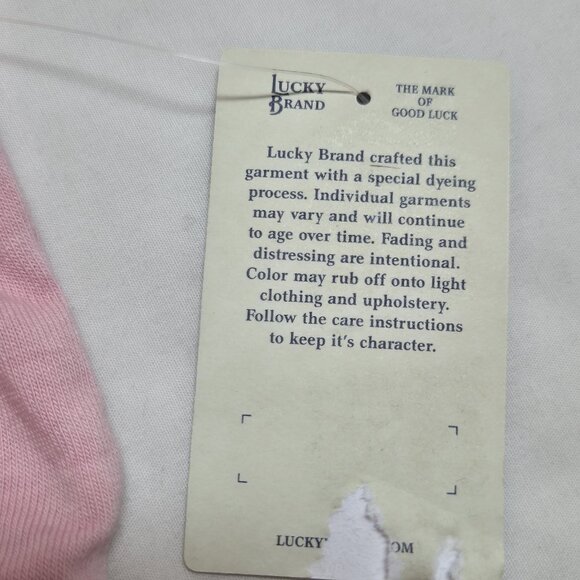 LUCKY
BRAND
THE MARK
OF
GOOD LUCK
Lucky Brand crafted this
garment with a special dyeing
process. Individual garments
may vary and will continue
to age over time. Fading and
distressing are intentional.
Color may rub off onto light
clothing and upholstery.
Follow the care instructions
to keep it's character.
LUCKY